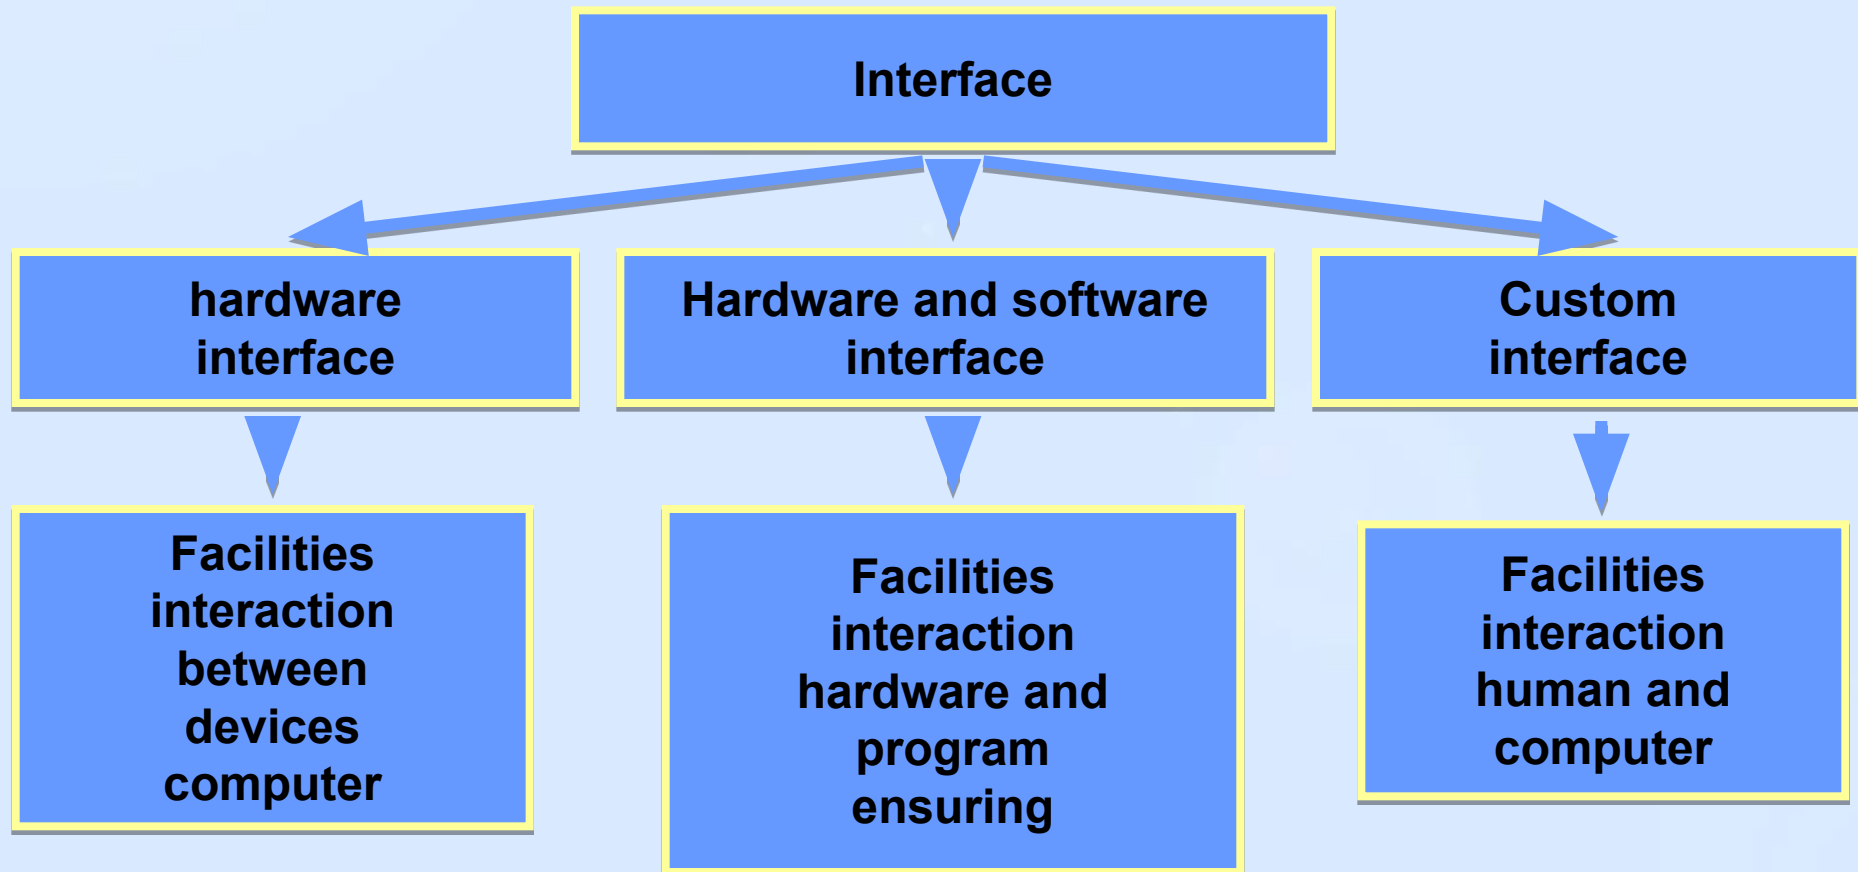 Interface
hardware
interface
Hardware and software
interface
Custom
interface
Facilities
interaction
between
devices
computer
Facilities
interaction
hardware and
program
ensuring
Facilities
interaction
human and
computer